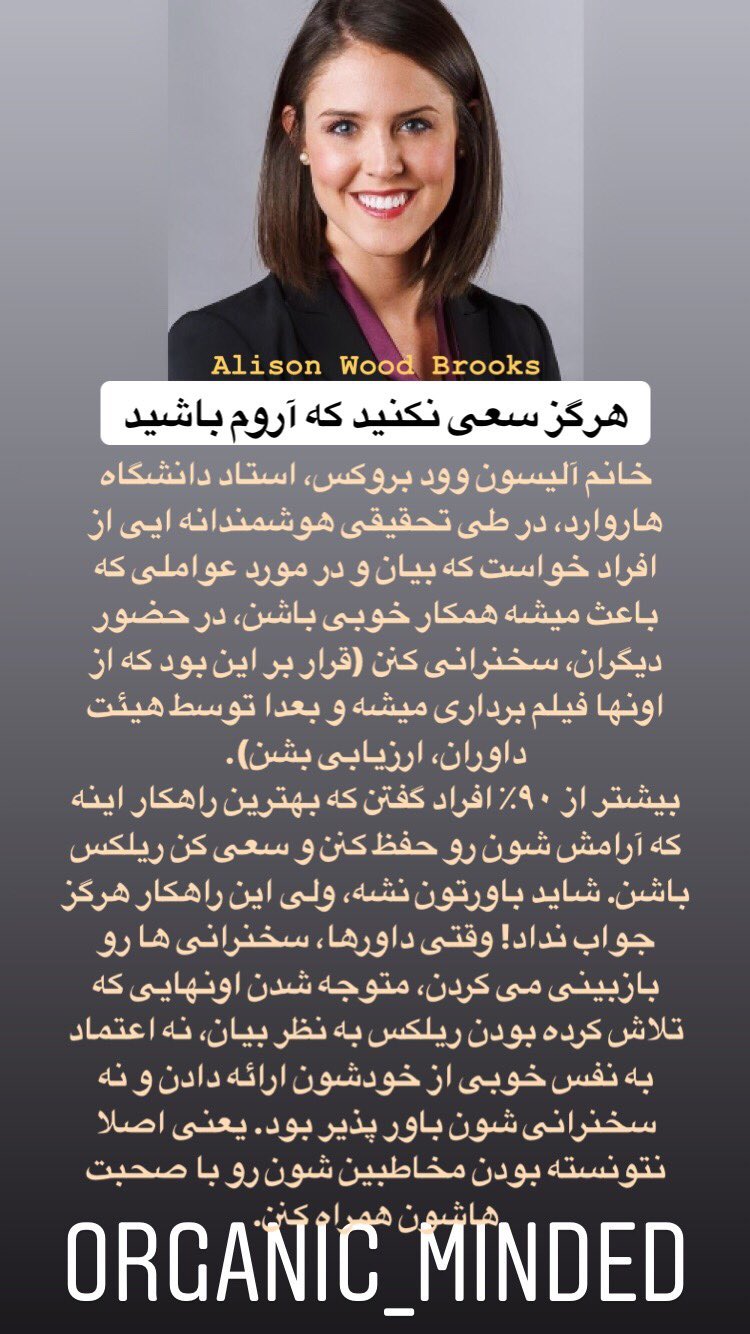 Alison Wood Brooks
هرگز سعی نکنید که آروم باشید
خانم آلیسون وود بروکس، استاد دانشگاه
هاروارد، در طی تحقیقی هوشمندانه ایی از
افراد خواست که بیان و در مورد عواملی که
باعث میشه همکار خوبی باشن، در حضور
دیگران، سخنرانی کنن (قرار بر این بود که از
اونها فیلم برداری میشه و بعدا توسط هیئت
داوران، ارزیابی بشن).
بیشتر از ۹۰٪ افراد گفتن که بهترین راهکار اینه
که آرامش شون رو حفظ کنن و سعی کن ریلکس
باشن. شاید باورتون نشه، ولی این راهکار هرگز
جواب نداد! وقتی داورها، سخنرانی ها رو
بازبینی می کردن، متوجه شدن اونهایی که
تلاش کرده بودن ریلکس به نظر بیان، نه اعتماد
به نفس خوبی از خودشون ارائه دادن و نه
سخنرانی شون باور پذیر بود. یعنی اصلا
نتونسته بودن مخاطبین شون رو با صحبت
هاشون همراه کنن.
ORGANIC_MINDED